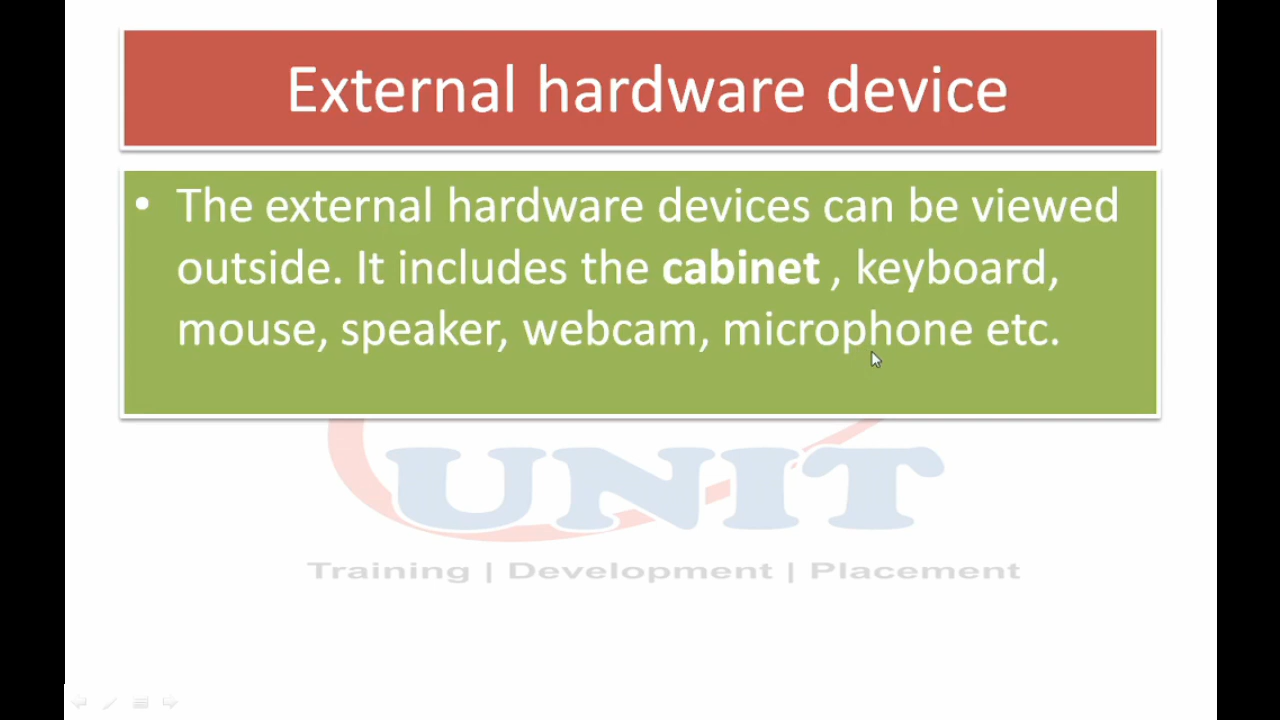 External hardware device
• The external hardware devices can be viewed
outside. It includes the cabinet , keyboard,
mouse, speaker, webcam, microphone etc.
UNIT
Training | Development | Placement